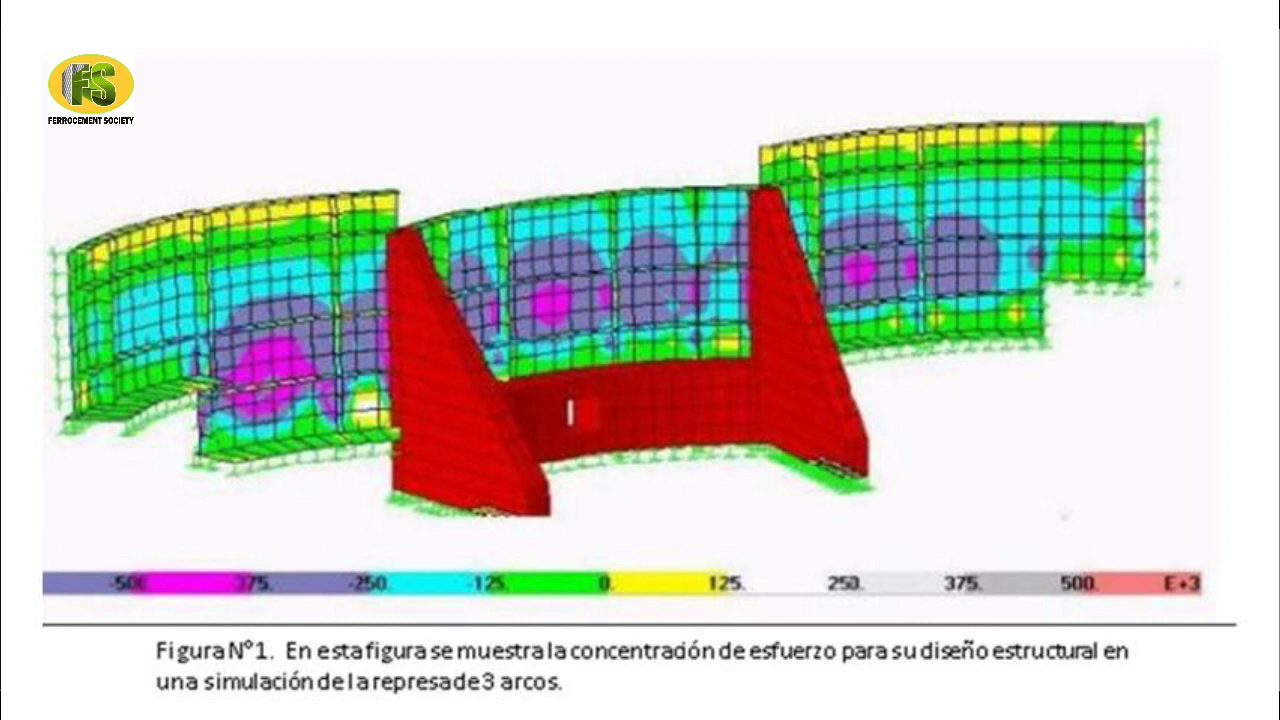 FS
FERROCEMENT SOCIETY
-500. -375. -250. -125. 0. 125. 250. 375. 500. E+3
Figura N°1. En esta figura se muestra la concentración de esfuerzo para su diseño estructural en
una simulación de la represa de 3 arcos.